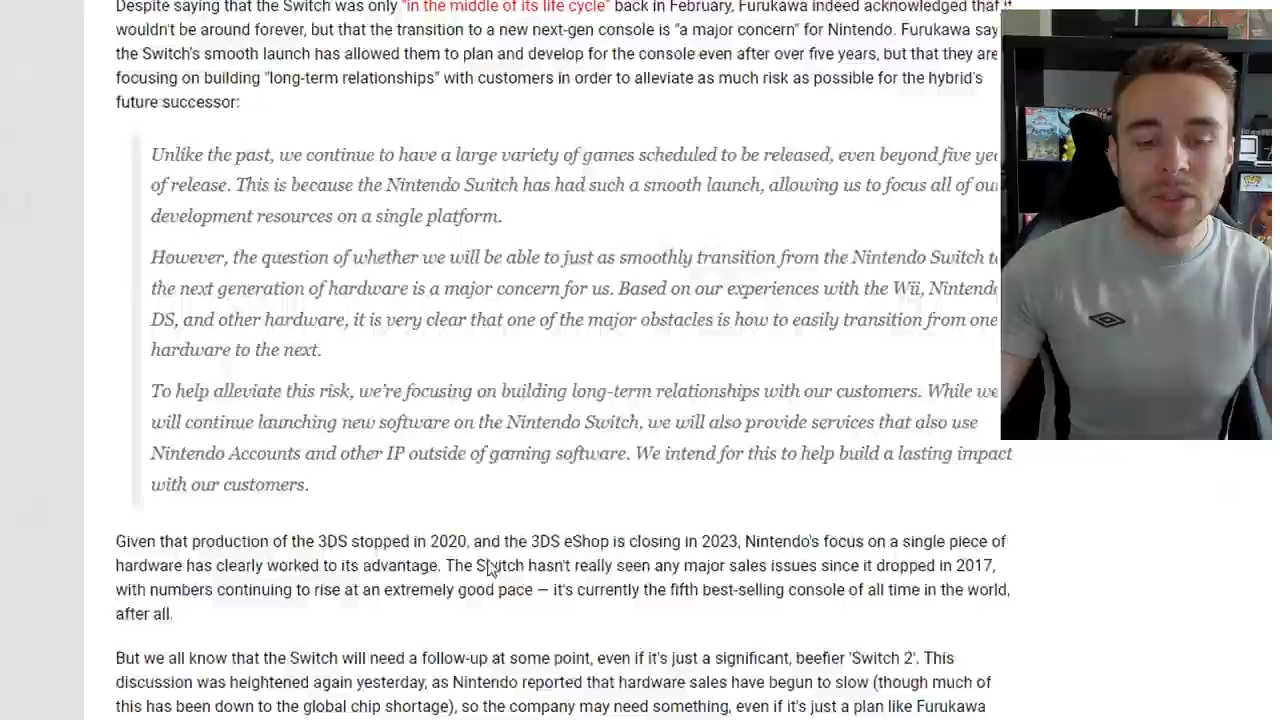 Despite saying that the Switch was only "in the middle of its life cycle" back in February, Furukawa indeed acknowledged that it
wouldn't be around forever, but that the transition to a new next-gen console is "a major concern" for Nintendo. Furukawa say
the Switch's smooth launch has allowed them to plan and develop for the console even after over five years, but that they are
focusing on building "long-term relationships" with customers in order to alleviate as much risk as possible for the hybrid's
future successor:
Unlike the past, we continue to have a large variety of games scheduled to be released, even beyond five yea
of release. This is because the Nintendo Switch has had such a smooth launch, allowing us to focus all of our
development resources on a single platform.
However, the question of whether we will be able to just as smoothly transition from the Nintendo Switch to
the next generation of hardware is a major concern for us. Based on our experiences with the Wii, Nintendo
DS, and other hardware, it is very clear that one of the major obstacles is how to easily transition from one
hardware to the next.
To help alleviate this risk, we're focusing on building long-term relationships with our customers. While we
will continue launching new software on the Nintendo Switch, we will also provide services that also use
Nintendo Accounts and other IP outside of gaming software. We intend for this to help build a lasting impact
with our customers.
Given that production of the 3DS stopped in 2020, and the 3DS eShop is closing in 2023, Nintendo's focus on a single piece of
hardware has clearly worked to its advantage. The Switch hasn't really seen any major sales issues since it dropped in 2017,
with numbers continuing to rise at an extremely good pace — it's currently the fifth best-selling console of all time in the world,
after all.
But we all know that the Switch will need a follow-up at some point, even if it's just a significant, beefier 'Switch 2'. This
discussion was heightened again yesterday, as Nintendo reported that hardware sales have begun to slow (though much of
this has been down to the global chip shortage), so the company may need something, even if it's just a plan like Furukawa